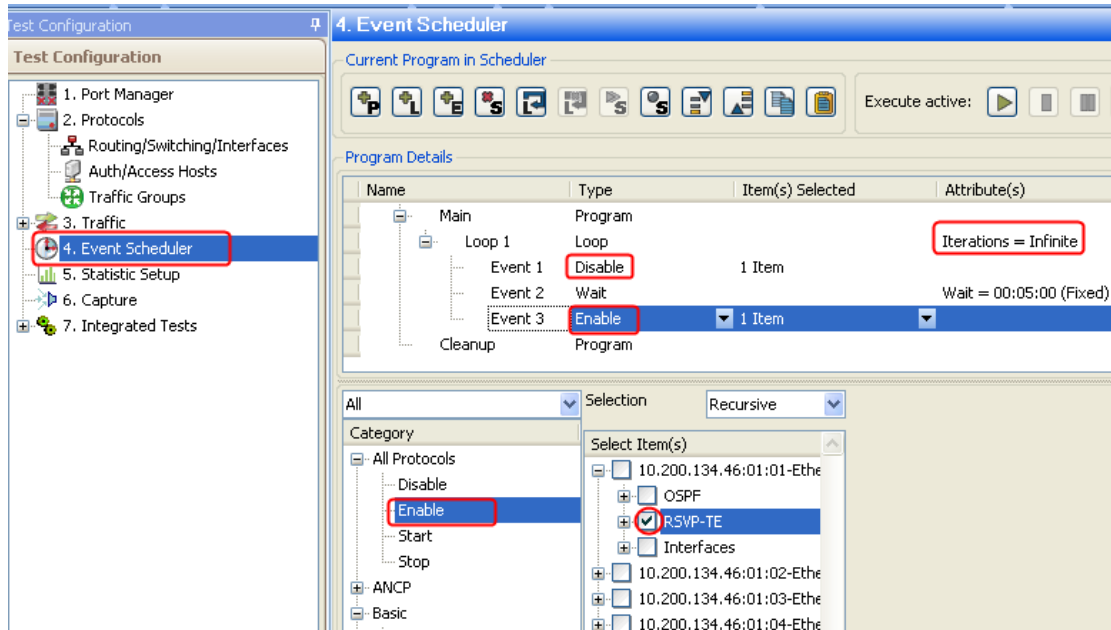 Test Configuration
4. Event Scheduler
Test Configuration
1. Port Manager
2. Protocols
Routing/Switching/Interfaces
Auth/Access Hosts
Traffic Groups
3. Traffic
4. Event Scheduler
5. Statistic Setup
6. Capture
7. Integrated Tests
Current Program in Scheduler
P L E S L L S S
Execute active:
Program Details
Name Type Item(s) Selected Attribute(s)
Main Program
Loop 1 Loop Iterations = Infinite
Event 1 Disable 1 Item
Event 2 Wait Wait = 00:05:00 (Fixed)
Event 3 Enable 1 Item
Cleanup Program
All
Selection Recursive
Category
All Protocols
Disable
Enable
Start
Stop
ANCP
Basic
Select Item(s)
10.200.134.46:01:01-Ethe
OSPF
RSVP-TE
Interfaces
10.200.134.46:01:02-Ethe
10.200.134.46:01:03-Ethe
10.200.134.46:01:04-Ethe